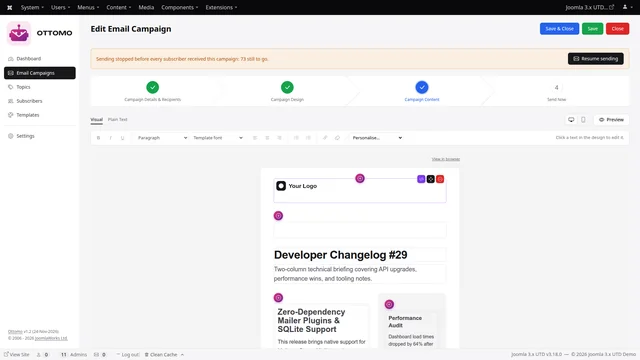 System Users Menus Content Media Components Extensions
Joomla 3.x UTD...
OTTOMO
Edit Email Campaign
Save & Close
Save
Close
Dashboard
Email Campaigns
Topics
Subscribers
Templates
Settings
Sending stopped before every subscriber received this campaign: 73 still to go.
Resume sending
Campaign Details & Recipients
Campaign Design
Campaign Content
4
Send Now
Visual Plain Text
Preview
B I U Paragraph Template font Personalise...
Click a text in the design to edit it.
View in browser
Your Logo
Developer Changelog #29
Two-column technical briefing covering API upgrades,
performance wins, and tooling notes.
Zero-Dependency
Mailer Plugins &
SQLite Support
This release brings native support for
Performance
Audit
Dashboard load times
dropped by 64% after
Ottomo v1.2 (24-Nov-2025)
© 2006 - 2026 JoomlaWorks Ltd.
View Site 0 11 Admins 0 Log out Clean Cache
Joomla 3.x UTD v3.18.0 — © 2026 Joomla 3.x UTD Demo